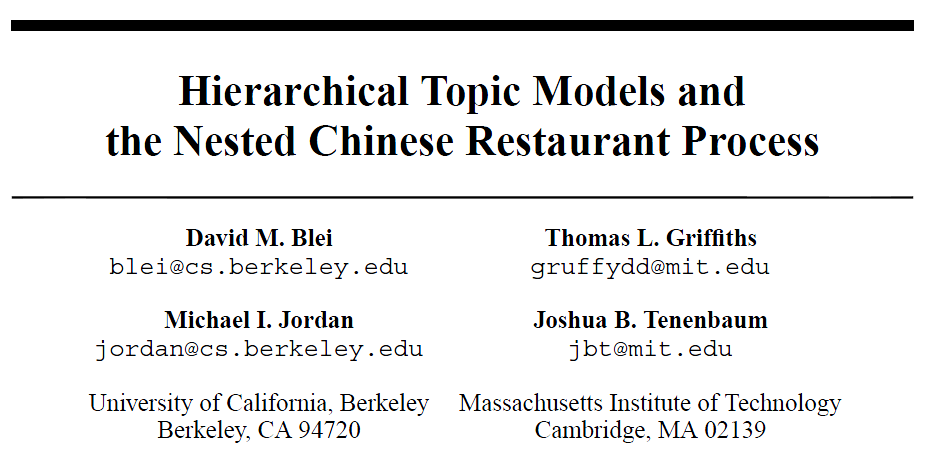 Hierarchical Topic Models and
the Nested Chinese Restaurant Process
David M. Blei
blei@cs.berkeley.edu
Thomas L. Griffiths
gruffydd@mit.edu
Michael I. Jordan
jordan@cs.berkeley.edu
Joshua B. Tenenbaum
jbt@mit.edu
University of California, Berkeley
Berkeley, CA 94720
Massachusetts Institute of Technology
Cambridge, MA 02139